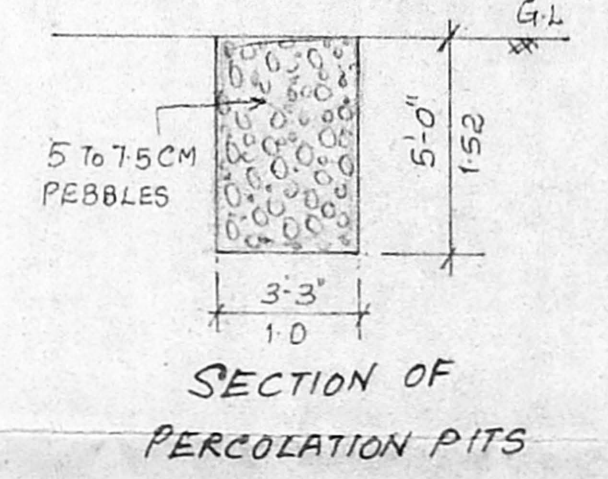 G.L
5 TO 7.5 CM
PEBBLES
5'-0"
1.52
3'-3"
1.0
SECTION OF
PERCOLATION PITS